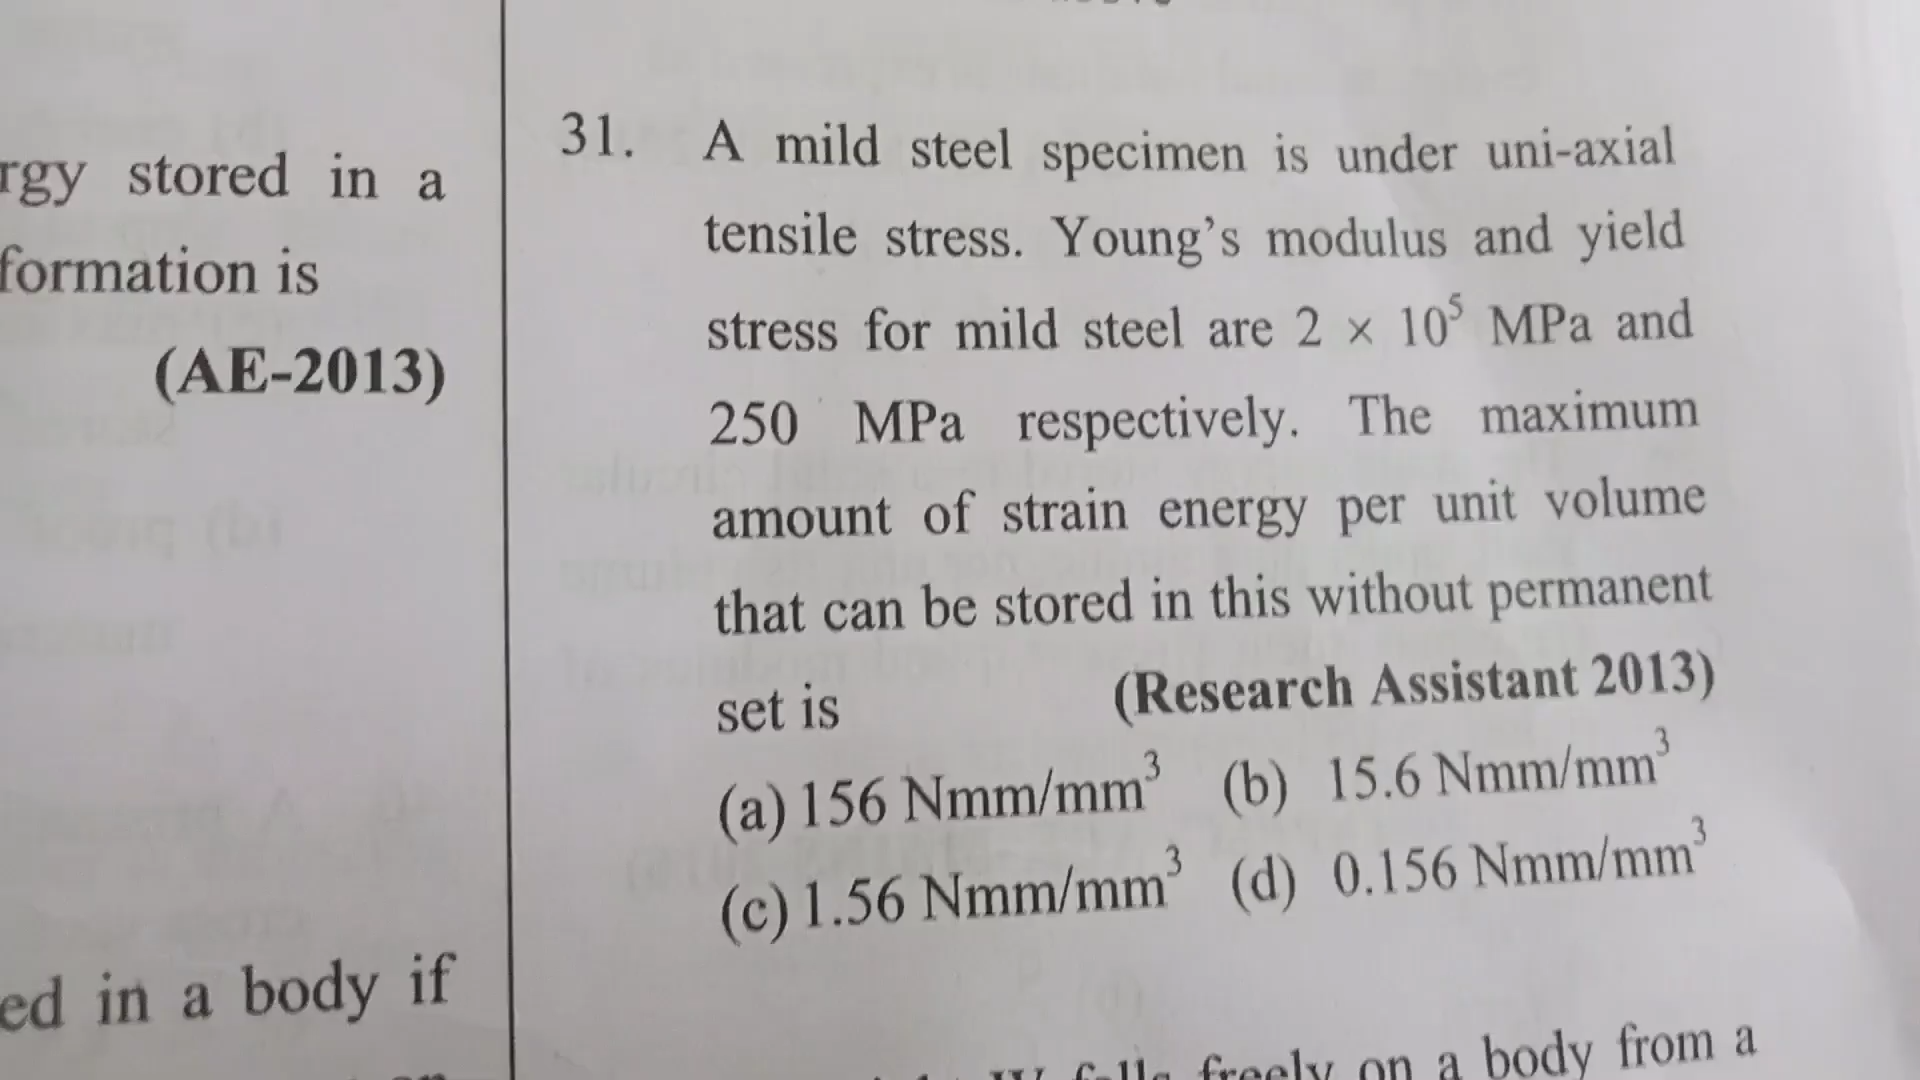 stored in a
formation is
(AE-2013)
ed in a body if
31. A mild steel specimen is under uni-axial
tensile stress. Young's modulus and yield
stress for mild steel are 2 × 10⁵ MPa and
250 MPa respectively. The maximum
amount of strain energy per unit volume
that can be stored in this without permanent
set is (Research Assistant 2013)
(a) 156 Nmm/mm³ (b) 15.6 Nmm/mm³
(c) 1.56 Nmm/mm³ (d) 0.156 Nmm/mm³
freely on a body from a